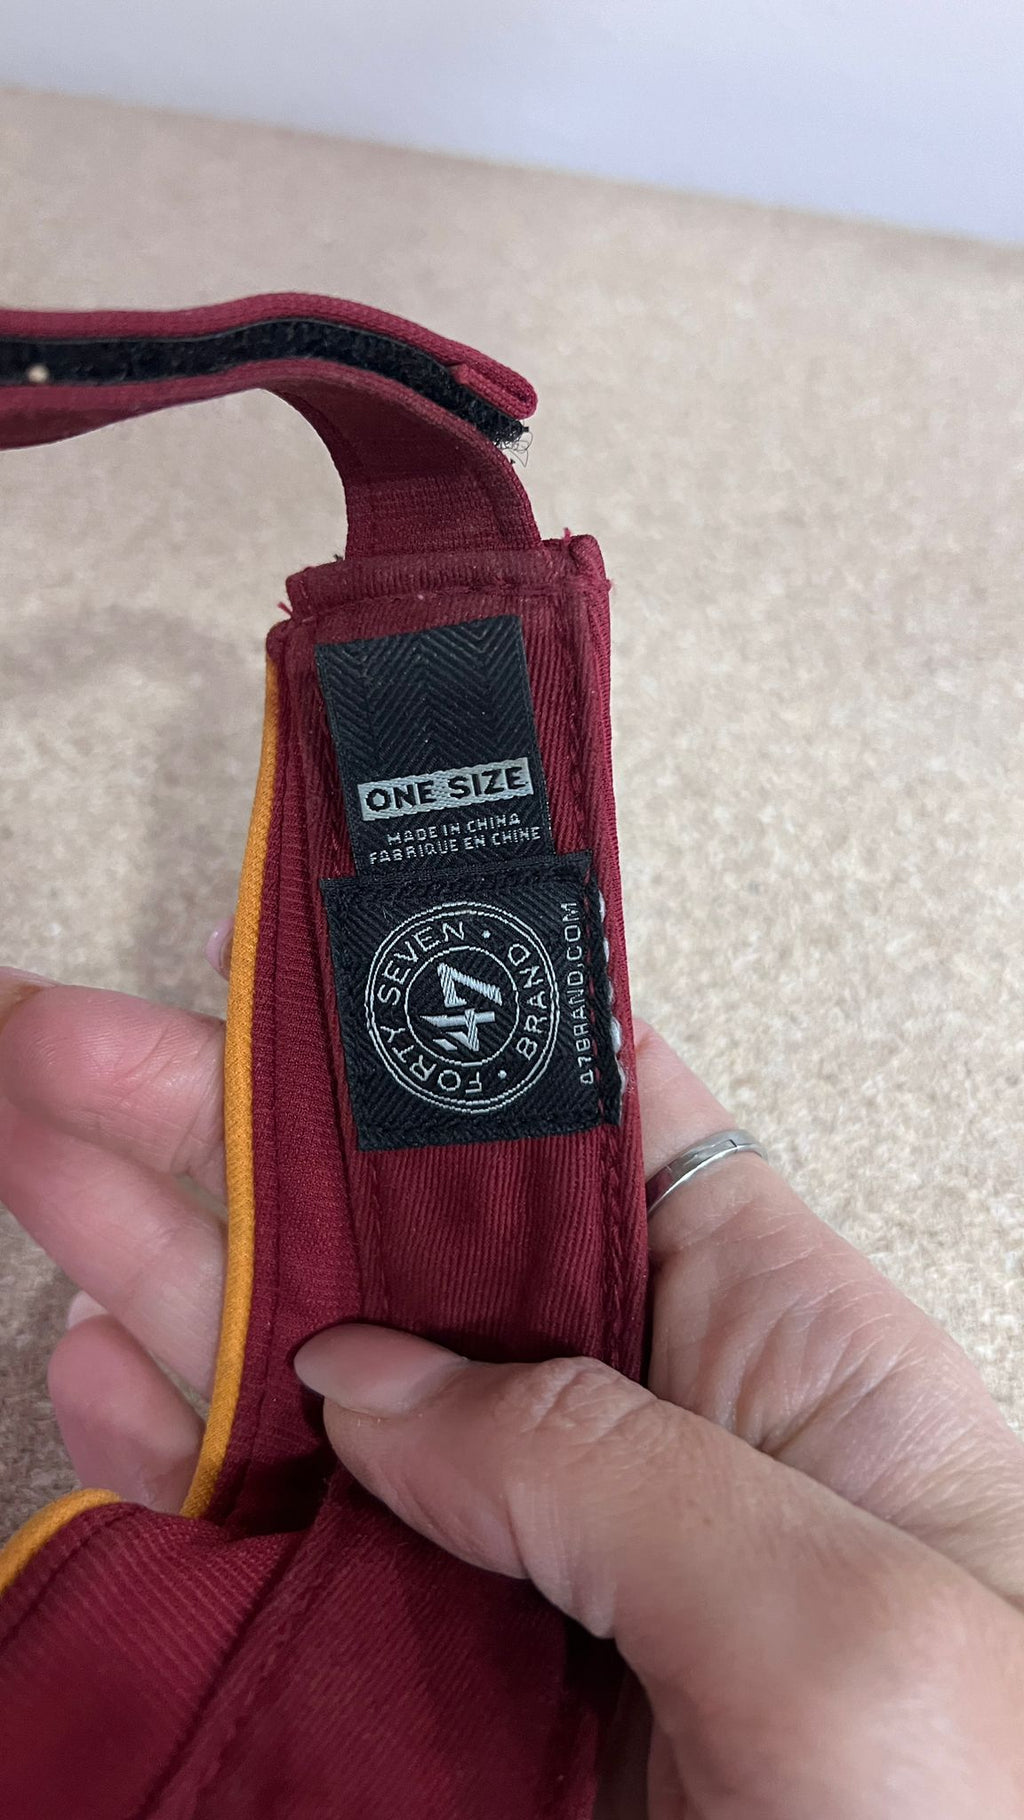 ONE SIZE
MADE IN CHINA
FABRIQUE EN CHINE
FORTY SEVEN • BRAND •
47
47BRAND.COM